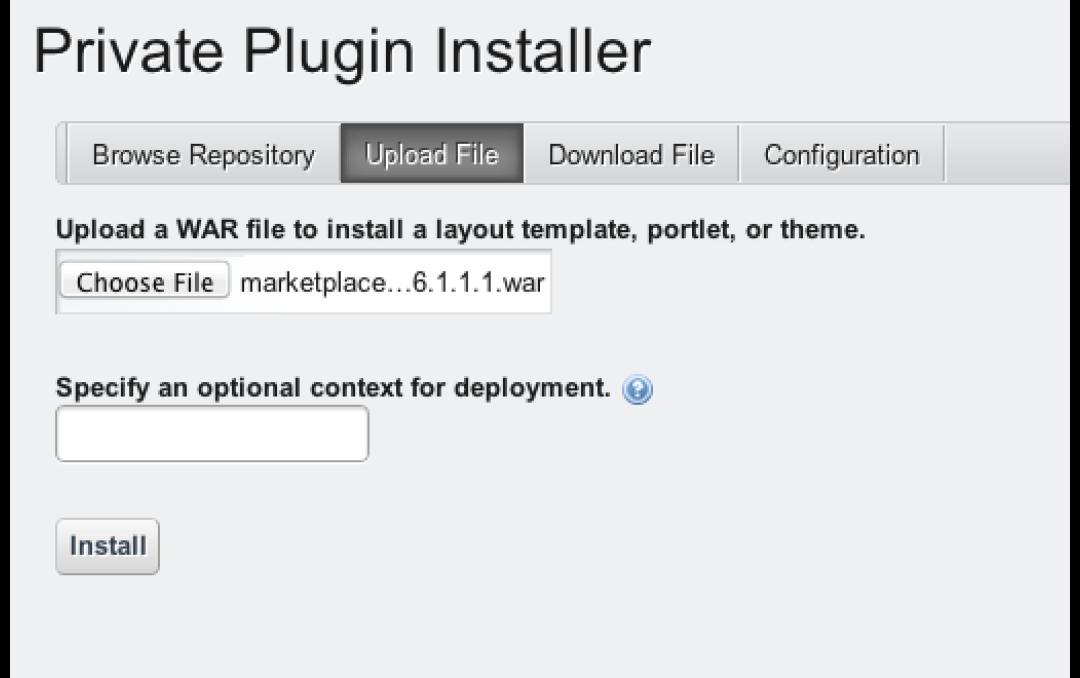 Private Plugin Installer
Browse Repository Upload File Download File Configuration
Upload a WAR file to install a layout template, portlet, or theme.
Choose File marketplace...6.1.1.1.war
Specify an optional context for deployment. ?
Install